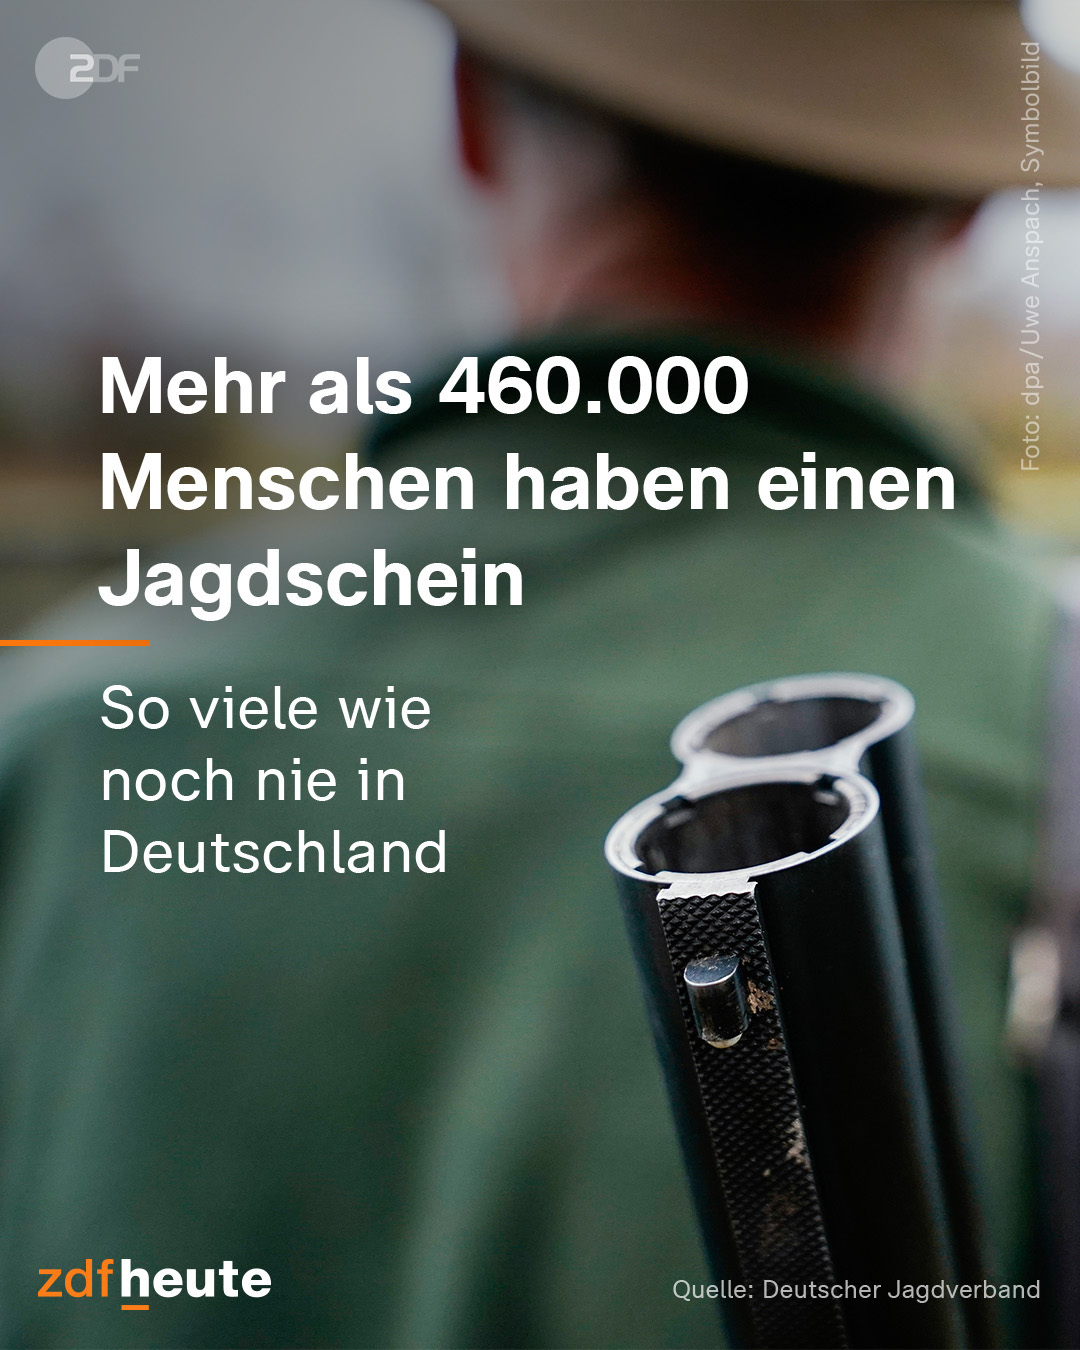 ZDF
Foto: dpa/Uwe Anspach, Symbolbild
Mehr als 460.000
Menschen haben einen
Jagdschein
So viele wie
noch nie in
Deutschland
zdfheute
Quelle: Deutscher Jagdverband